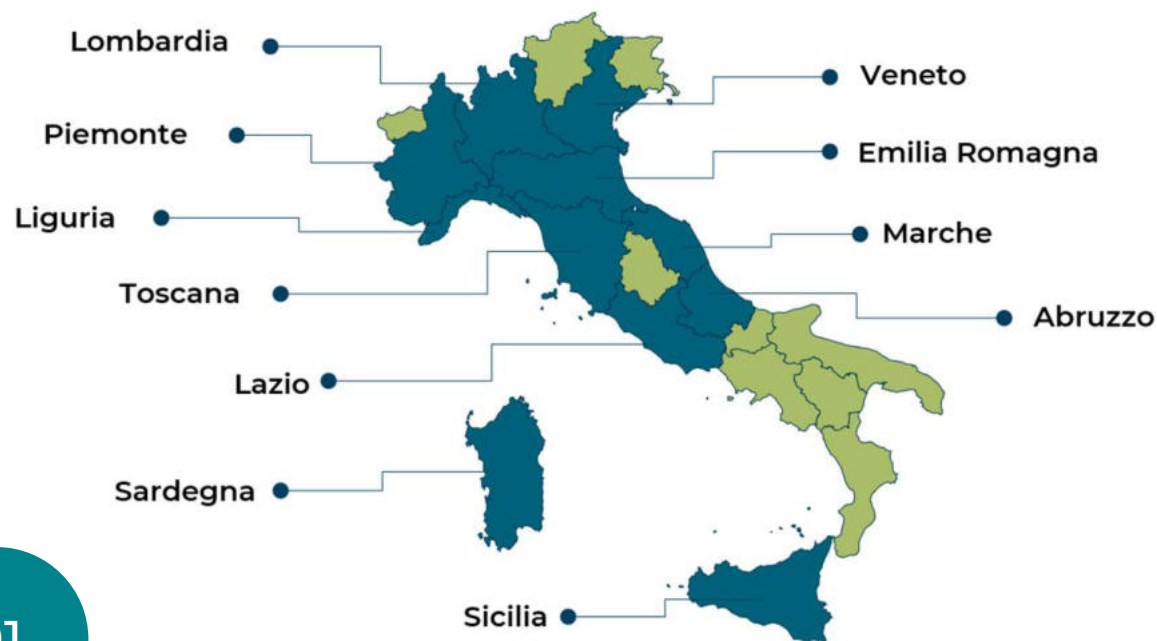 Lombardia
Veneto
Piemonte
Emilia Romagna
Liguria
Marche
Toscana
Abruzzo
Lazio
Sardegna
Sicilia